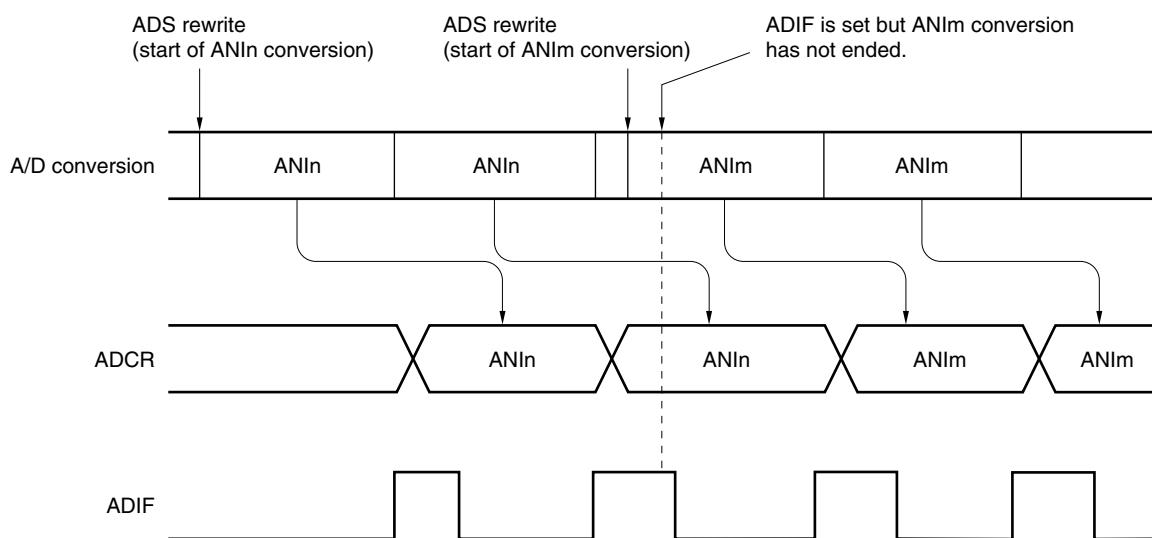 ADS rewrite
(start of ANIn conversion)
ADS rewrite
(start of ANIm conversion)
ADIF is set but ANIm conversion
has not ended.
A/D conversion
ANIn
ANIn
ANIm
ANIm
ADCR
ANIn
ANIn
ANIm
ANIm
ADIF